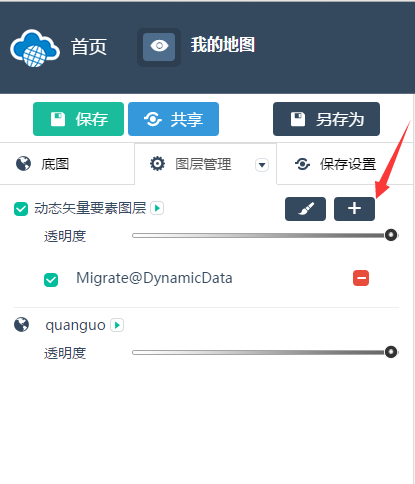 首页 我的地图
保存 共享 另存为
底图 图层管理 保存设置
动态矢量要素图层
透明度
Migrate@DynamicData
quanguo
透明度